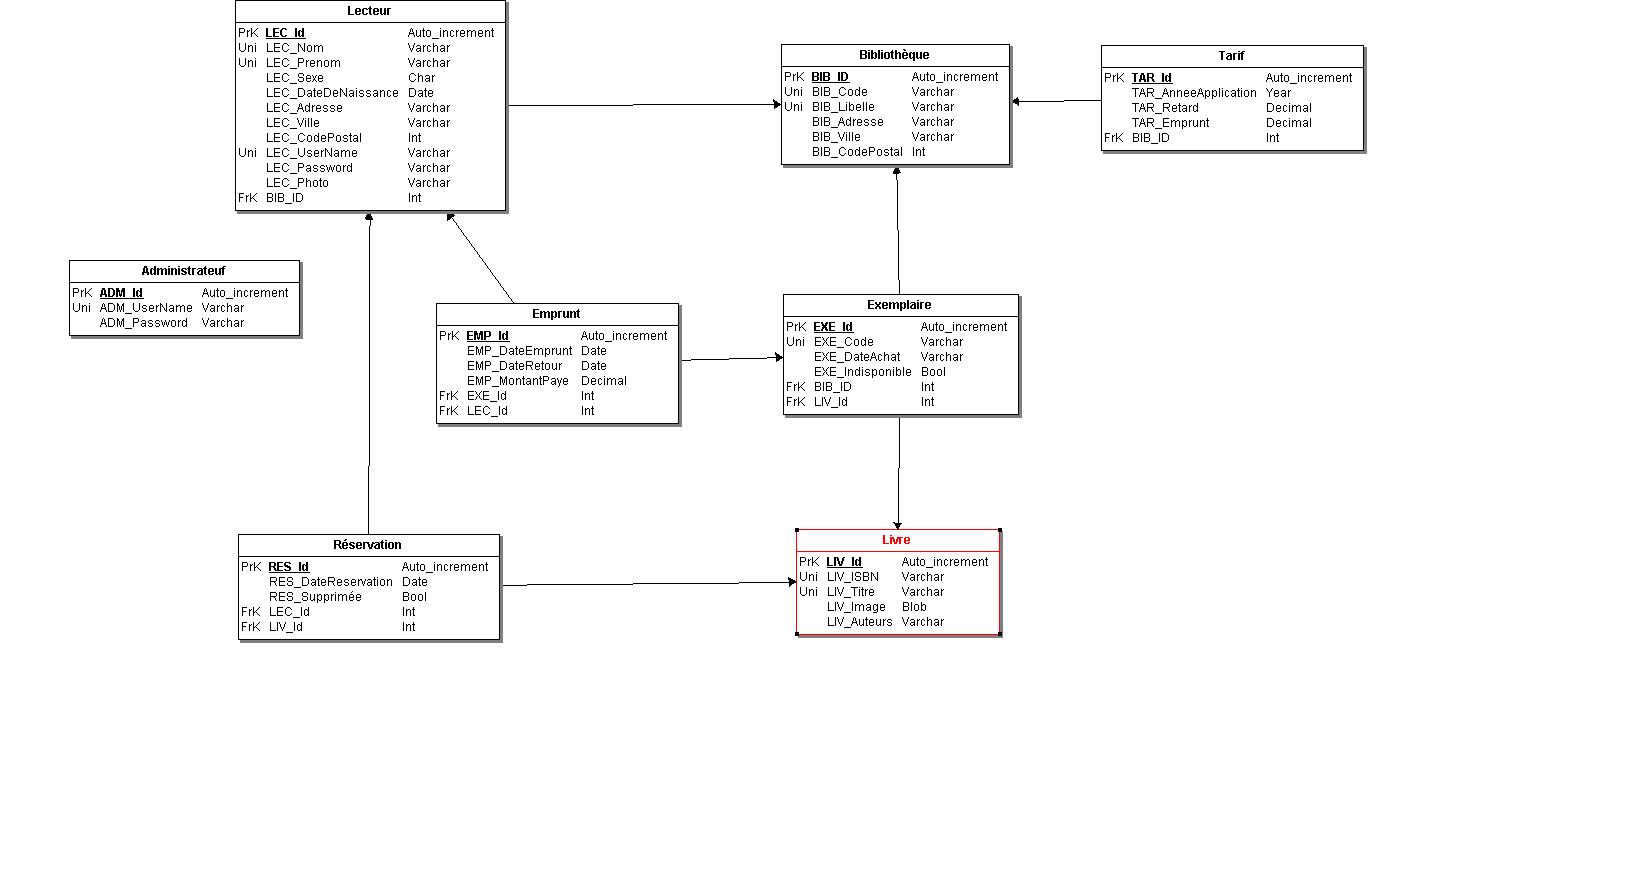 Lecteur
PrK LEC_Id Auto_increment
Uni LEC_Nom Varchar
Uni LEC_Prenom Varchar
LEC_Sexe Char
LEC_DateDeNaissance Date
LEC_Adresse Varchar
LEC_Ville Varchar
LEC_CodePostal Int
Uni LEC_UserName Varchar
LEC_Password Varchar
LEC_Photo Varchar
FrK BIB_ID Int
Bibliothèque
PrK BIB_ID Auto_increment
Uni BIB_Code Varchar
Uni BIB_Libelle Varchar
BIB_Adresse Varchar
BIB_Ville Varchar
BIB_CodePostal Int
Tarif
PrK TAR_Id Auto_increment
TAR_AnneeApplication Year
TAR_Retard Decimal
TAR_Emprunt Decimal
FrK BIB_ID Int
Administrateuf
PrK ADM_Id Auto_increment
Uni ADM_UserName Varchar
ADM_Password Varchar
Emprunt
PrK EMP_Id Auto_increment
EMP_DateEmprunt Date
EMP_DateRetour Date
EMP_MontantPaye Decimal
FrK EXE_Id Int
FrK LEC_Id Int
Exemplaire
PrK EXE_Id Auto_increment
Uni EXE_Code Varchar
EXE_DateAchat Varchar
EXE_Indisponible Bool
FrK BIB_ID Int
FrK LIV_Id Int
Réservation
PrK RES_Id Auto_increment
RES_DateReservation Date
RES_Supprimée Bool
FrK LEC_Id Int
FrK LIV_Id Int
Livre
PrK LIV_Id Auto_increment
Uni LIV_ISBN Varchar
Uni LIV_Titre Varchar
LIV_Image Blob
LIV_Auteurs Varchar